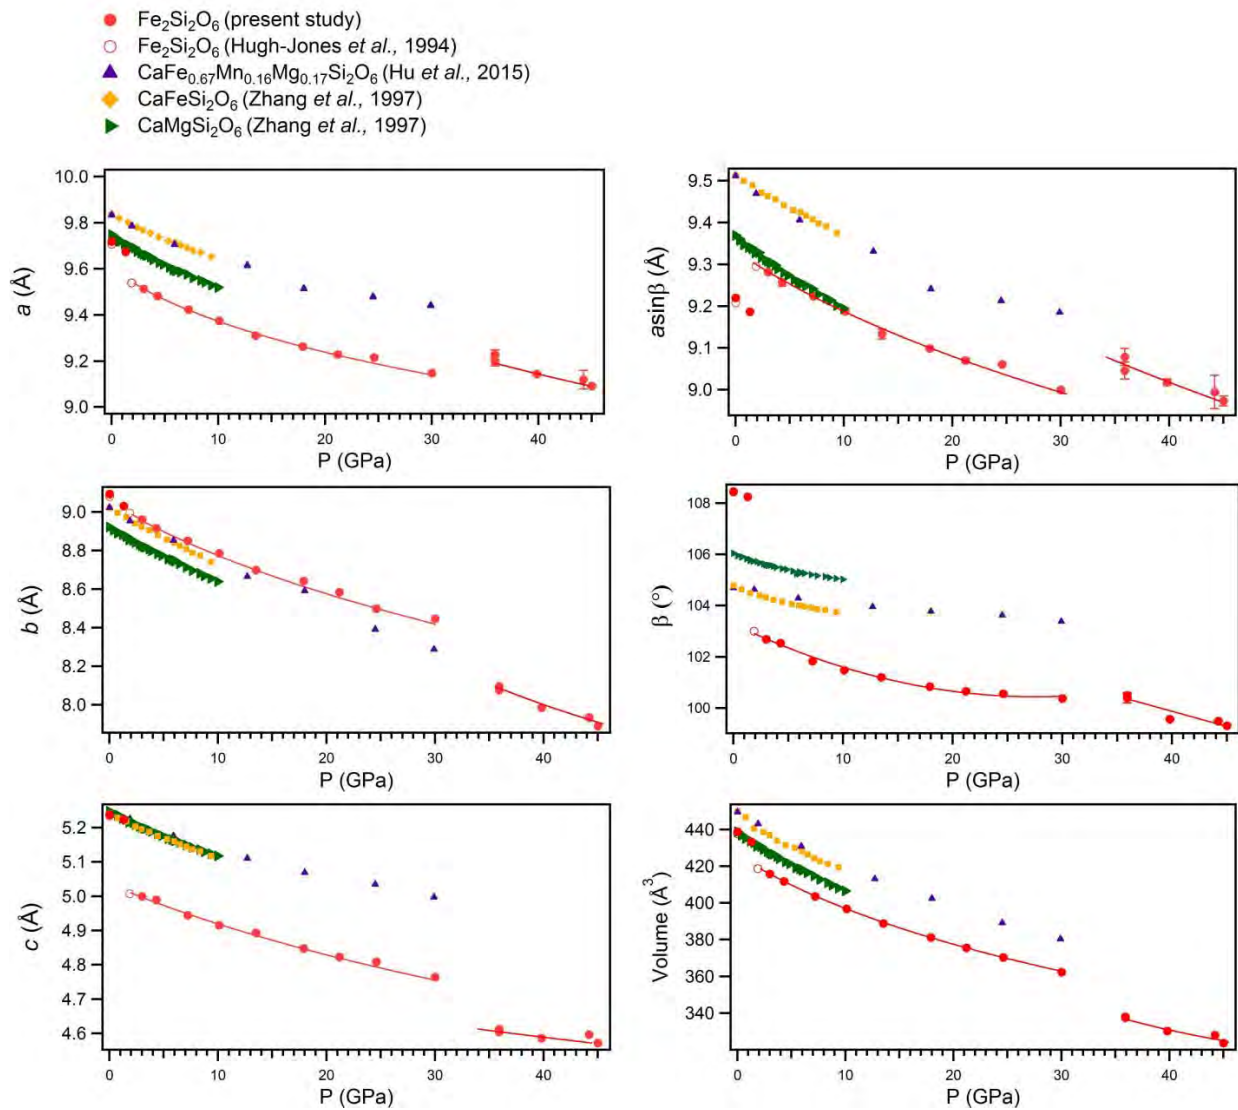 Fe₂Si₂O₆ (present study)
Fe₂Si₂O₆ (Hugh-Jones et al., 1994)
CaFe₀.₆₇Mn₀.₁₆Mg₀.₁₇Si₂O₆ (Hu et al., 2015)
CaFeSi₂O₆ (Zhang et al., 1997)
CaMgSi₂O₆ (Zhang et al., 1997)
a (Å)
10.0
9.8
9.6
9.4
9.2
9.0
0 10 20 30 40
P (GPa)
asinβ (Å)
9.5
9.4
9.3
9.2
9.1
9.0
0 10 20 30 40
P (GPa)
b (Å)
9.0
8.8
8.6
8.4
8.2
8.0
0 10 20 30 40
P (GPa)
β (°)
108
106
104
102
100
0 10 20 30 40
P (GPa)
c (Å)
5.2
5.1
5.0
4.9
4.8
4.7
4.6
0 10 20 30 40
P (GPa)
Volume (Å³)
440
420
400
380
360
340
0 10 20 30 40
P (GPa)